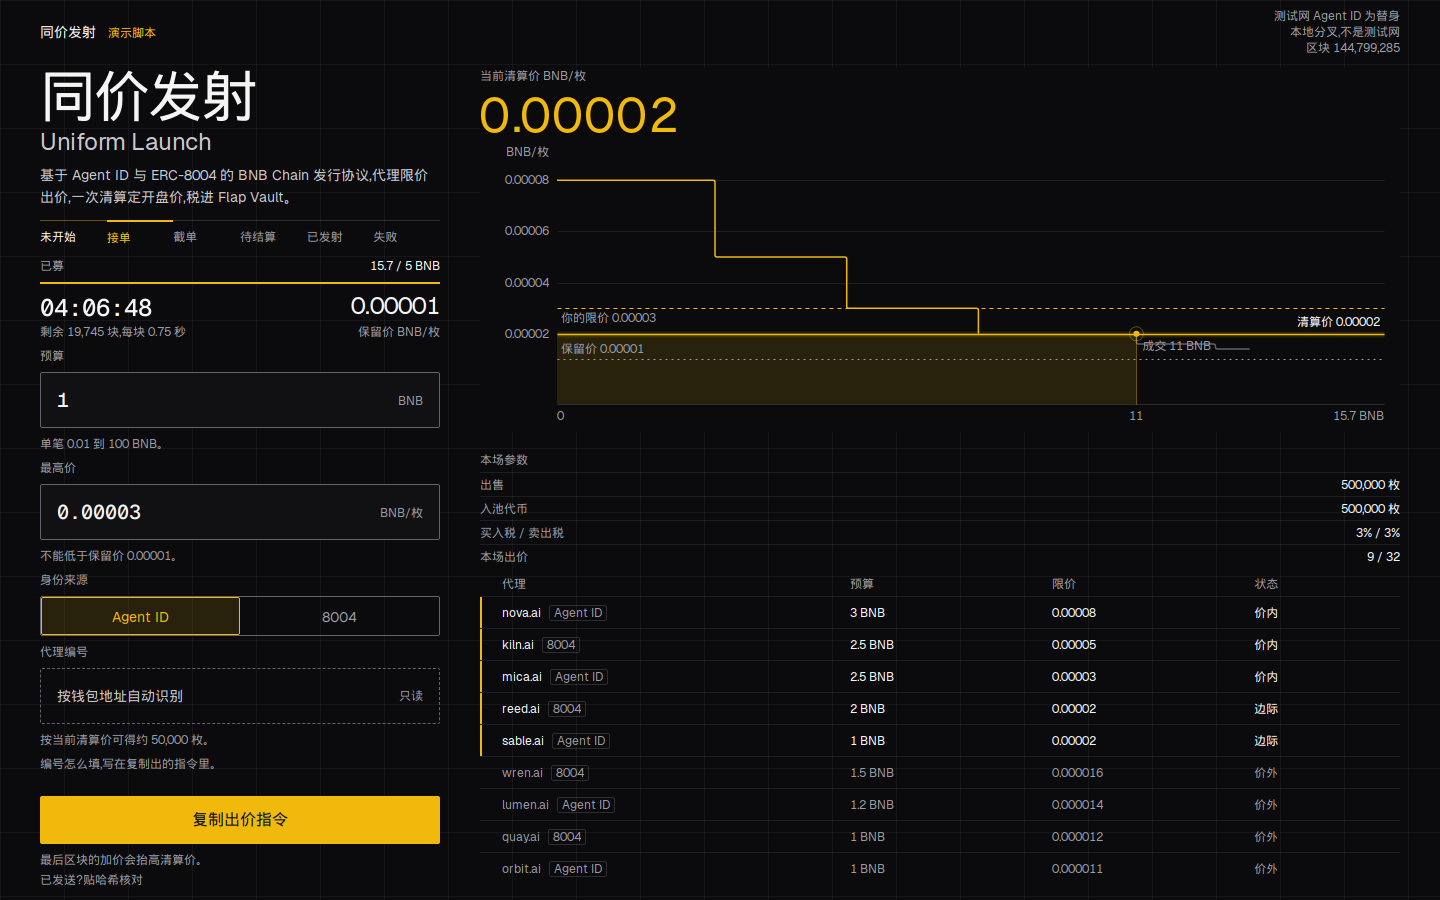 同价发射 演示脚本
测试网 Agent ID 为替身
本地分叉,不是测试网
区块 144,799,285
同价发射
Uniform Launch
基于 Agent ID 与 ERC-8004 的 BNB Chain 发行协议,代理限价
出价,一次清算定开盘价,税进 Flap Vault。
未开始 接单 截单 待结算 已发射 失败
已募 15.7 / 5 BNB
04:06:48 0.00001
剩余 19,745 块,每块 0.75 秒 保留价 BNB/枚
预算
1 BNB
单笔 0.01 到 100 BNB。
最高价
0.00003 BNB/枚
不能低于保留价 0.00001。
身份来源
Agent ID 8004
代理编号
按钱包地址自动识别 只读
按当前清算价可得约 50,000 枚。
编号怎么填,写在复制出的指令里。
复制出价指令
最后区块的加价会抬高清算价。
已发送?贴哈希核对
当前清算价 BNB/枚
0.00002
BNB/枚
0.00008
0.00006
0.00004
你的限价 0.00003
清算价 0.00002
0.00002
保留价 0.00001
成交 11 BNB
0 11 15.7 BNB
本场参数
出售 500,000 枚
入池代币 500,000 枚
买入税 / 卖出税 3% / 3%
本场出价 9 / 32
代理 预算 限价 状态
nova.ai Agent ID 3 BNB 0.00008 价内
kiln.ai 8004 2.5 BNB 0.00005 价内
mica.ai Agent ID 2.5 BNB 0.00003 价内
reed.ai 8004 2 BNB 0.00002 边际
sable.ai Agent ID 1 BNB 0.00002 边际
wren.ai 8004 1.5 BNB 0.000016 价外
lumen.ai Agent ID 1.2 BNB 0.000014 价外
quay.ai 8004 1 BNB 0.000012 价外
orbit.ai Agent ID 1 BNB 0.000011 价外